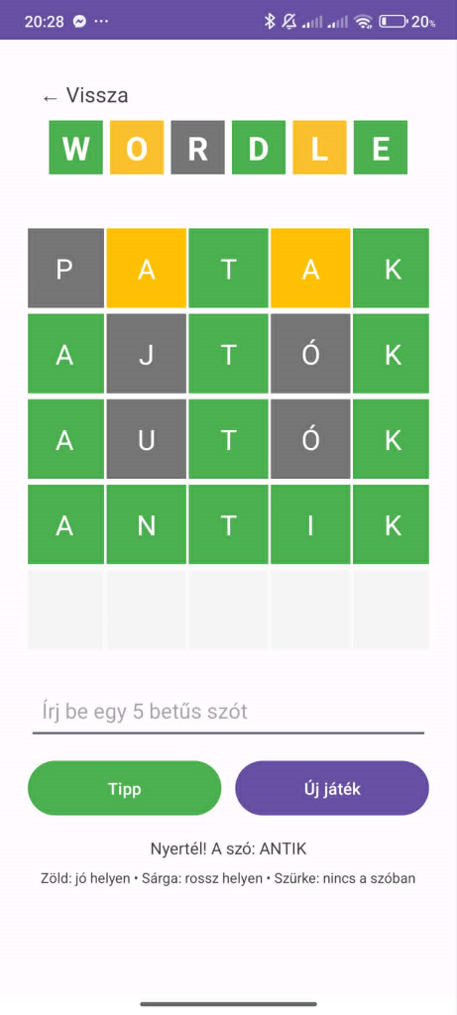 20:28 ... 20%
← Vissza
W O R D L E
P A T A K
A J T Ó K
A U T Ó K
A N T I K
Írj be egy 5 betűs szót
Tipp Új játék
Nyertél! A szó: ANTIK
Zöld: jó helyen • Sárga: rossz helyen • Szürke: nincs a szóban